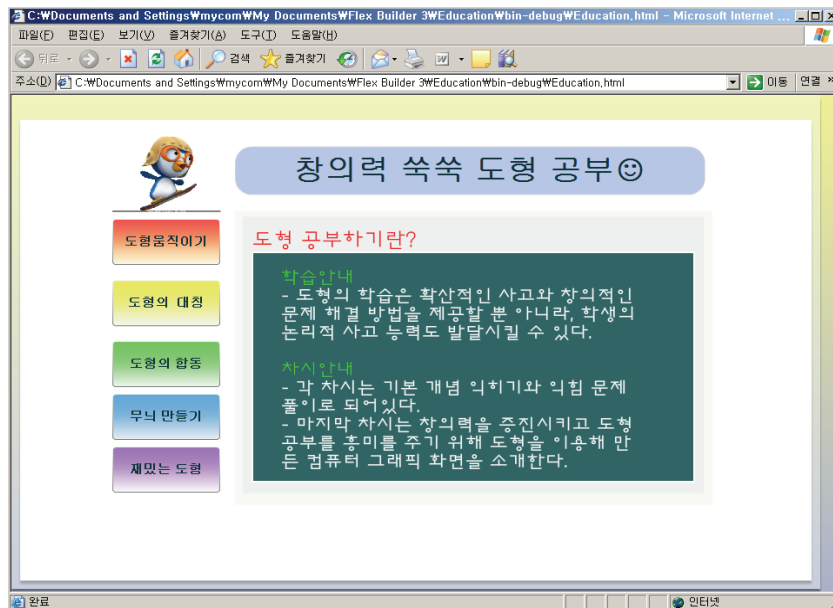 C:₩Documents and Settings₩mycom₩My Documents₩Flex Builder 3₩Education₩bin-debug₩Education.html - Microsoft Internet ...
파일(F) 편집(E) 보기(V) 즐겨찾기(A) 도구(T) 도움말(H)
뒤로 검색 즐겨찾기
주소(D) C:₩Documents and Settings₩mycom₩My Documents₩Flex Builder 3₩Education₩bin-debug₩Education.html 이동 연결 »
창의력 쑥쑥 도형 공부☺
도형움직이기
도형의 대칭
도형의 합동
무늬 만들기
재밌는 도형
도형 공부하기란?
학습안내
- 도형의 학습은 확산적인 사고와 창의적인
문제 해결 방법을 제공할 뿐 아니라, 학생의
논리적 사고 능력도 발달시킬 수 있다.
차시안내
- 각 차시는 기본 개념 익히기와 익힘 문제
풀이로 되어있다.
- 마지막 차시는 창의력을 증진시키고 도형
공부를 흥미를 주기 위해 도형을 이용해 만
든 컴퓨터 그래픽 화면을 소개한다.
완료 인터넷